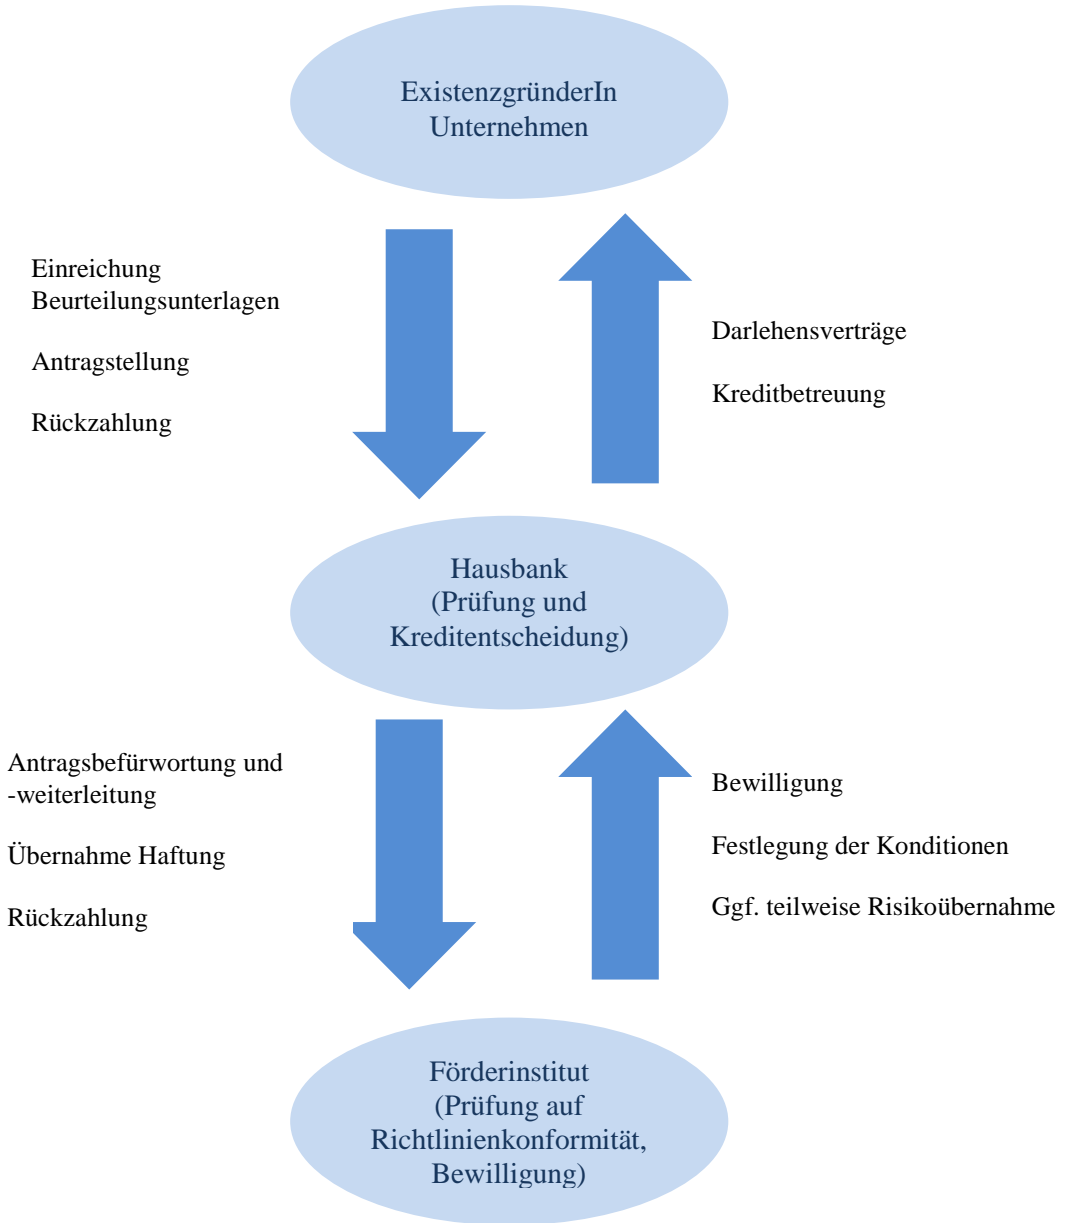 ExistenzgründerIn
Unternehmen
Einreichung
Beurteilungsunterlagen
Antragstellung
Rückzahlung
Darlehensverträge
Kreditbetreuung
Hausbank
(Prüfung und
Kreditentscheidung)
Antragsbefürwortung und
-weiterleitung
Übernahme Haftung
Rückzahlung
Bewilligung
Festlegung der Konditionen
Ggf. teilweise Risikoübernahme
Förderinstitut
(Prüfung auf
Richtlinienkonformität,
Bewilligung)